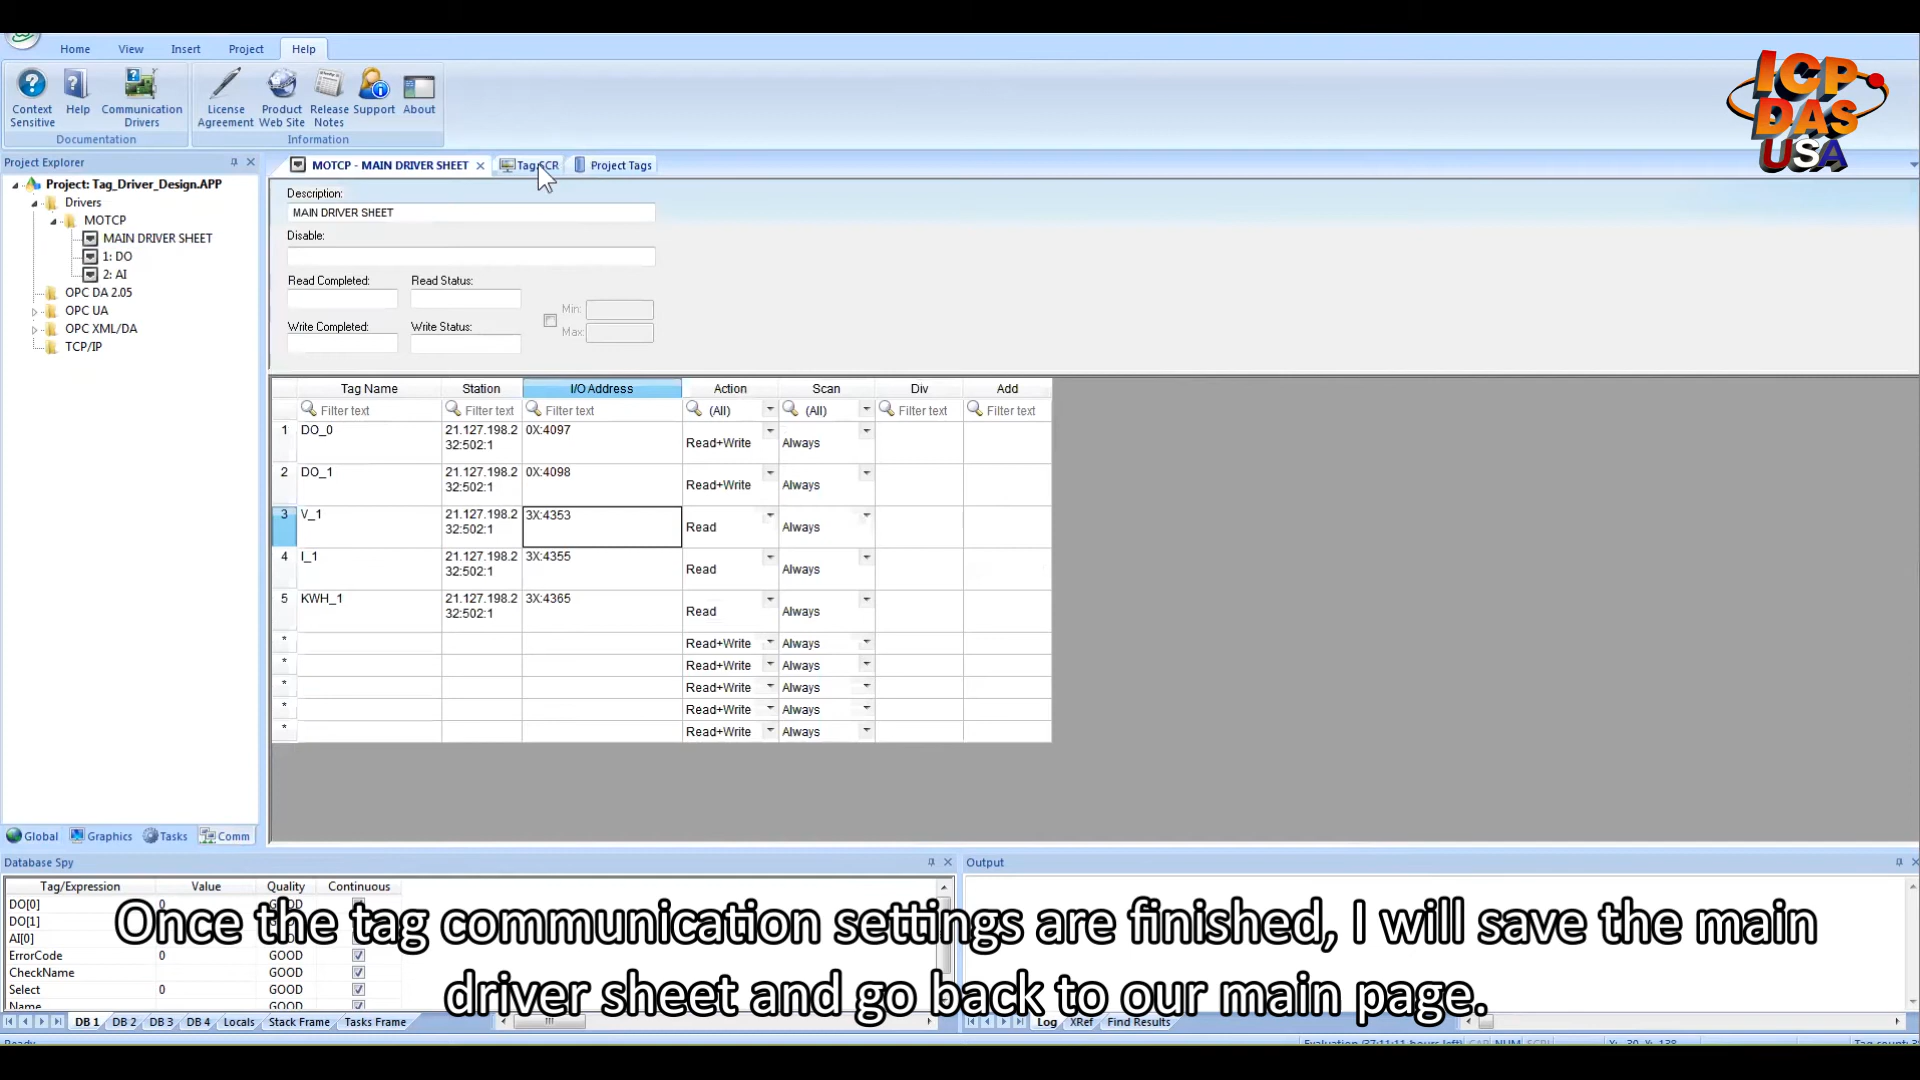 Home View Insert Project Help
ICP DAS USA
Context Sensitive Help Communication Drivers License Agreement Product Web Site Release Notes Support About
Documentation Information
Project Explorer
MOTCP - MAIN DRIVER SHEET Tag.SCR Project Tags
Project: Tag_Driver_Design.APP
Drivers
MOTCP
MAIN DRIVER SHEET
1: DO
2: AI
OPC DA 2.05
OPC UA
OPC XML/DA
TCP/IP
Description:
MAIN DRIVER SHEET
Disable:
Read Completed: Read Status:
Min:
Write Completed: Write Status:
Max:
Tag Name Station I/O Address Action Scan Div Add
Filter text Filter text Filter text (All) (All) Filter text Filter text
1 DO_0 21.127.198.232:502:1 0X:4097 Read+Write Always
2 DO_1 21.127.198.232:502:1 0X:4098 Read+Write Always
3 V_1 21.127.198.232:502:1 3X:4353 Read Always
4 I_1 21.127.198.232:502:1 3X:4355 Read Always
5 KWH_1 21.127.198.232:502:1 3X:4365 Read Always
* Read+Write Always
* Read+Write Always
* Read+Write Always
* Read+Write Always
* Read+Write Always
Global Graphics Tasks Comm
Database Spy
Output
Tag/Expression Value Quality Continuous
DO[0] 0 GOOD
DO[1] GOOD
AI[0] GOOD
ErrorCode 0 GOOD
CheckName GOOD
Select 0 GOOD
Name
Once the tag communication settings are finished, I will save the main
driver sheet and go back to our main page.
DB 1 DB 2 DB 3 DB 4 Locals Stack Frame Tasks Frame
Log XRef Find Results